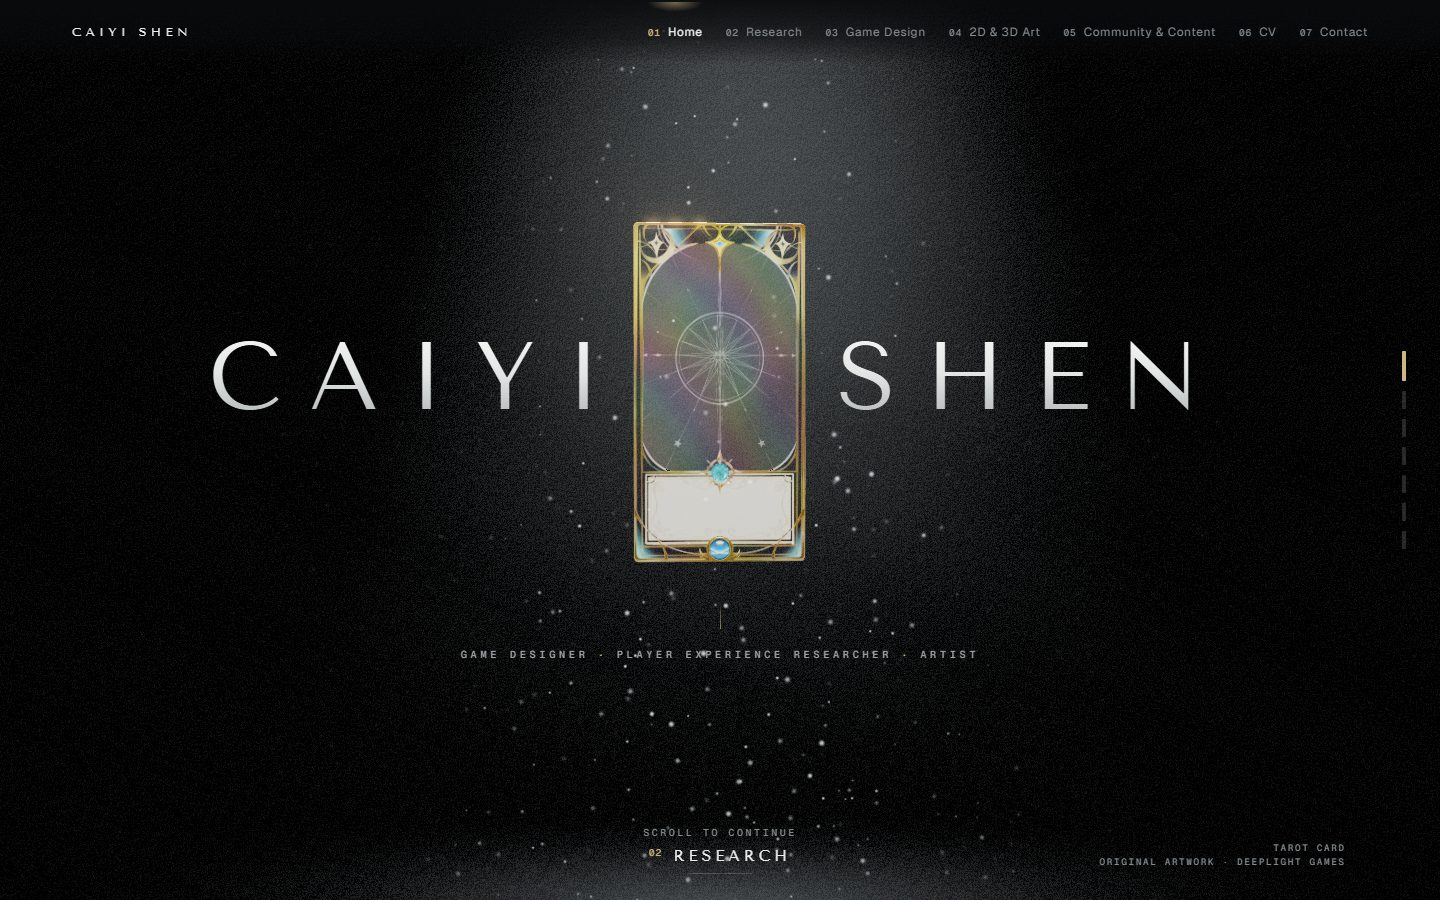 CAIYI SHEN
01 Home 02 Research 03 Game Design 04 2D & 3D Art 05 Community & Content 06 CV 07 Contact
CAIYI SHEN
GAME DESIGNER · PLAYER EXPERIENCE RESEARCHER · ARTIST
SCROLL TO CONTINUE
02 RESEARCH
TAROT CARD
ORIGINAL ARTWORK · DEEPLIGHT GAMES